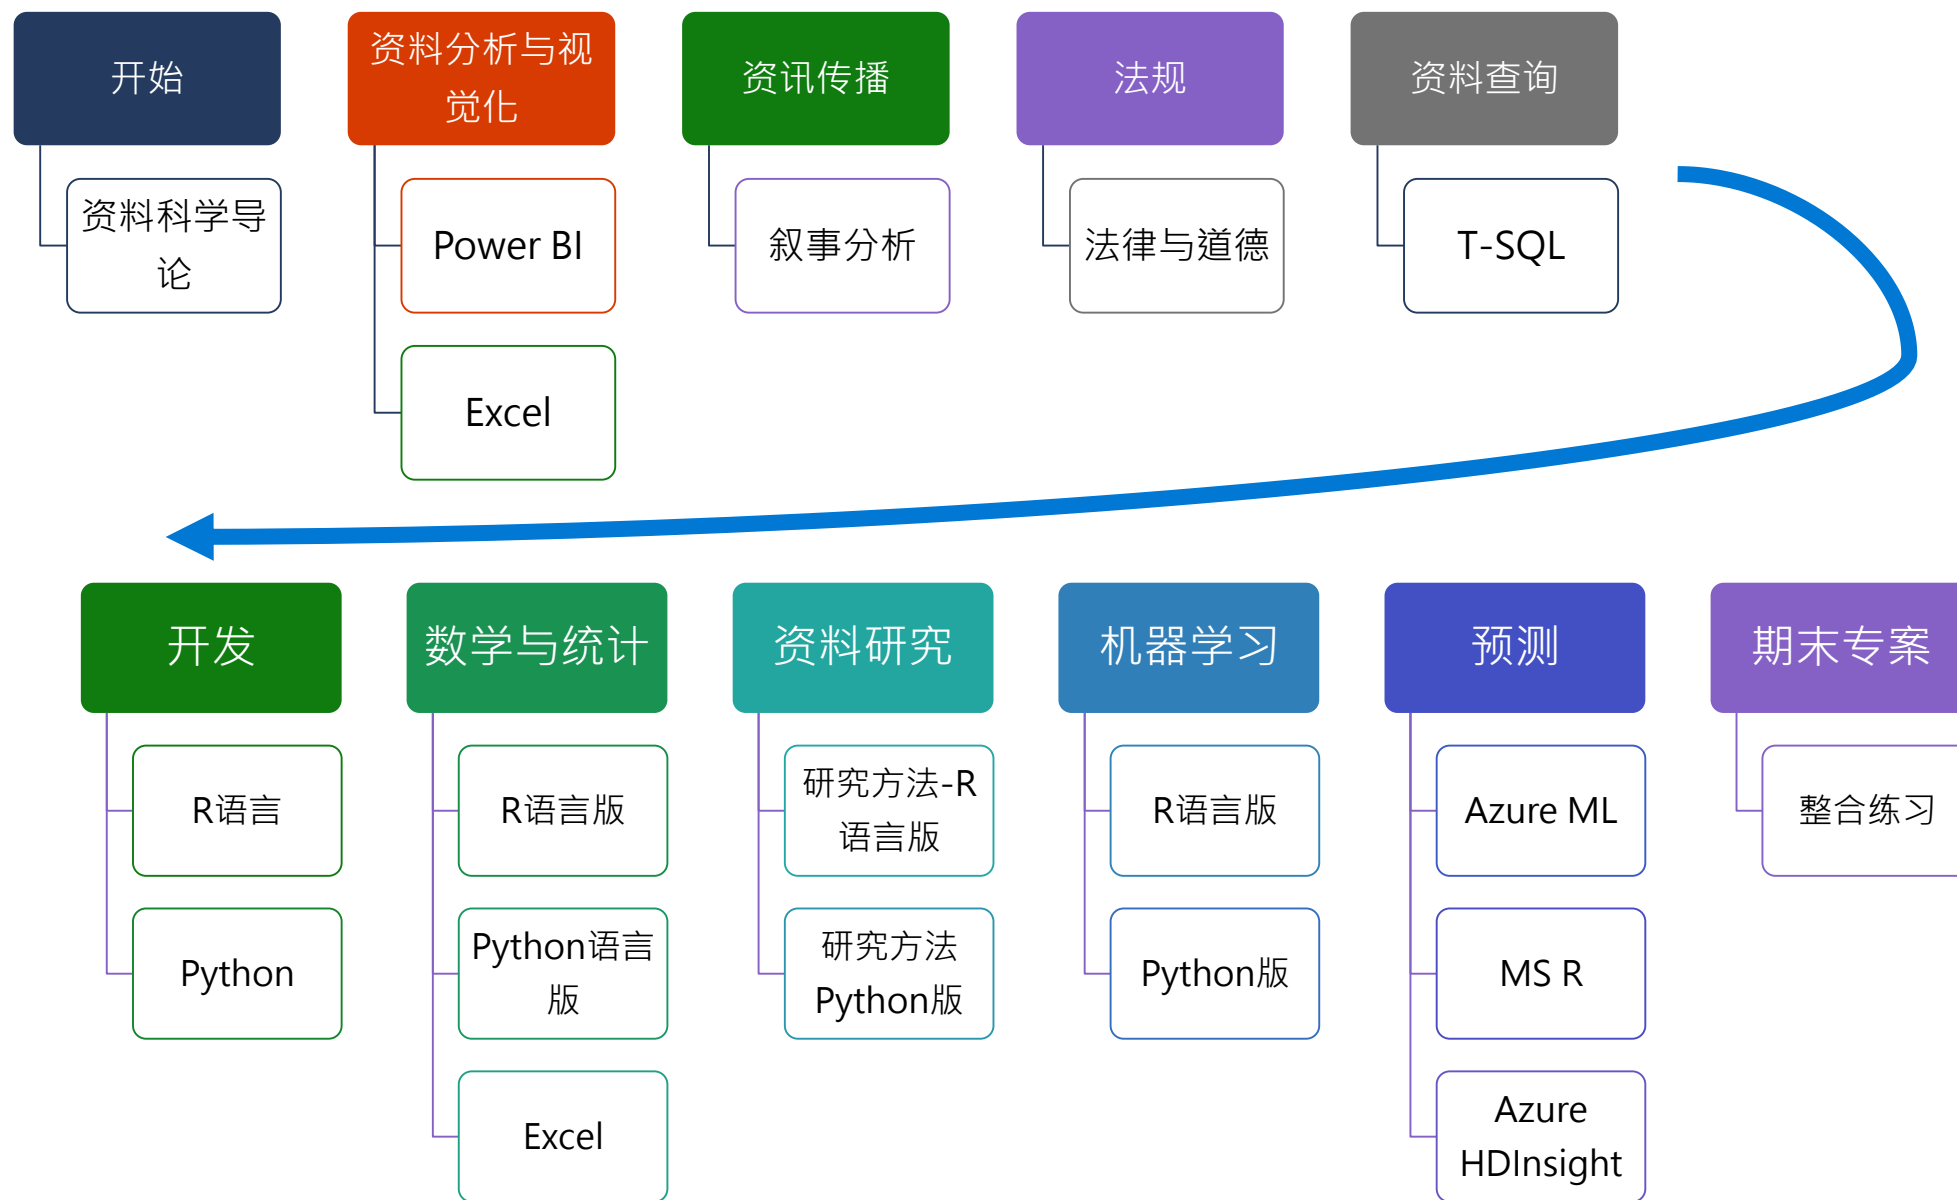 开始
资料分析与视
觉化
资讯传播
法规
资料查询
资料科学导
论
Power BI
叙事分析
法律与道德
T-SQL
Excel
开发
数学与统计
资料研究
机器学习
预测
期末专案
R语言
R语言版
研究方法-R
语言版
R语言版
Azure ML
整合练习
Python
Python语言
版
研究方法
Python版
Python版
MS R
Excel
Azure
HDInsight